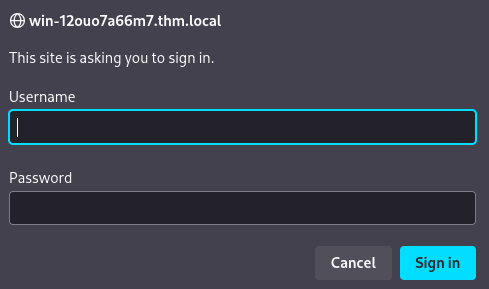 win-12ouo7a66m7.thm.local
This site is asking you to sign in.
Username
Password
Cancel
Sign in